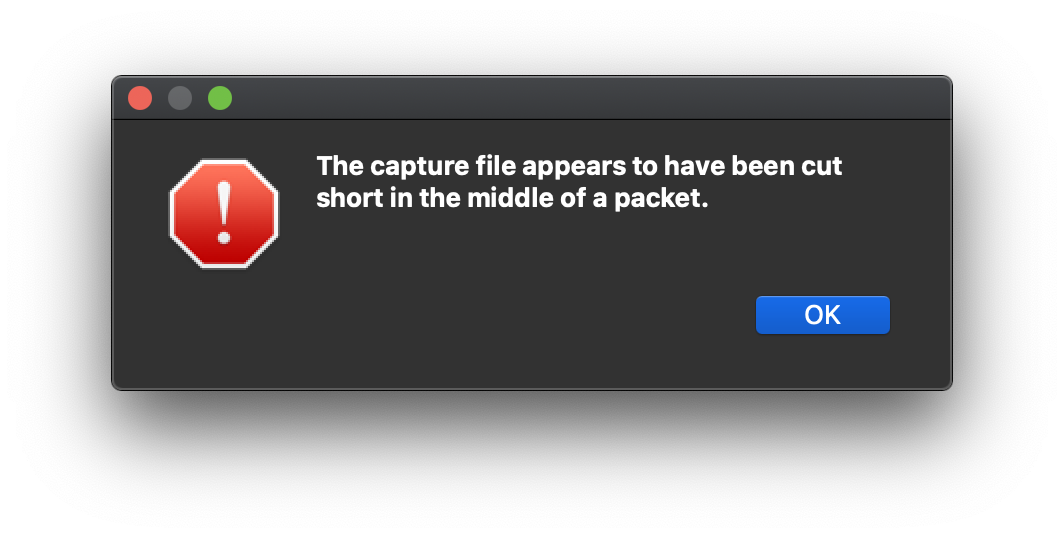 The capture file appears to have been cut
short in the middle of a packet.
OK